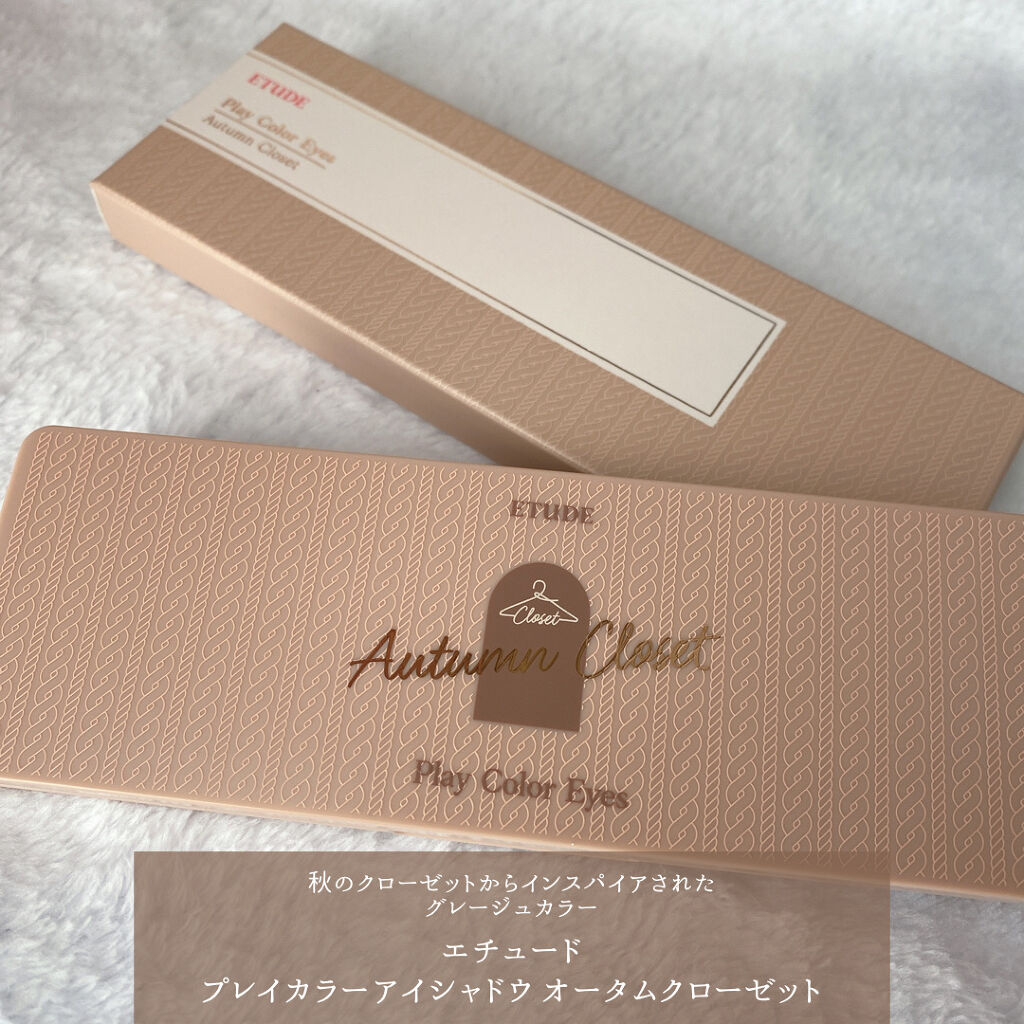 ETUDE
Play Color Eyes
Autumn Closet
ETUDE
Closet
Autumn Closet
Play Color Eyes
秋のクローゼットからインスパイアされた
グレージュカラー
エチュード
プレイカラーアイシャドウ オータムクローゼット